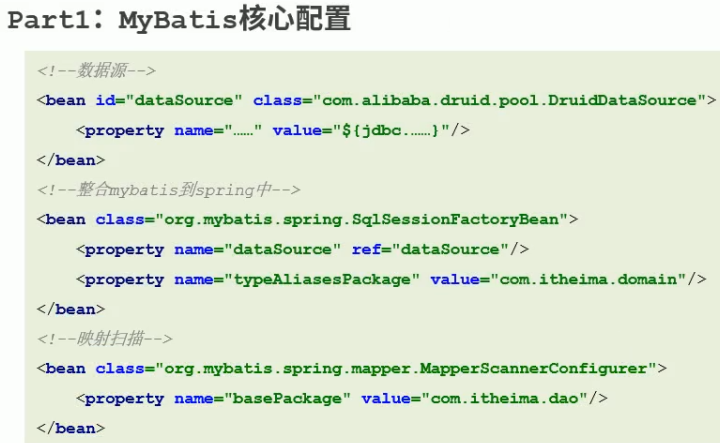 Part1：MyBatis核心配置
<!--数据源-->
<bean id="dataSource" class="com.alibaba.druid.pool.DruidDataSource">
<property name="……" value="${jdbc.……}"/>
</bean>
<!--整合mybatis到spring中-->
<bean class="org.mybatis.spring.SqlSessionFactoryBean">
<property name="dataSource" ref="dataSource"/>
<property name="typeAliasesPackage" value="com.itheima.domain"/>
</bean>
<!--映射扫描-->
<bean class="org.mybatis.spring.mapper.MapperScannerConfigurer">
<property name="basePackage" value="com.itheima.dao"/>
</bean>